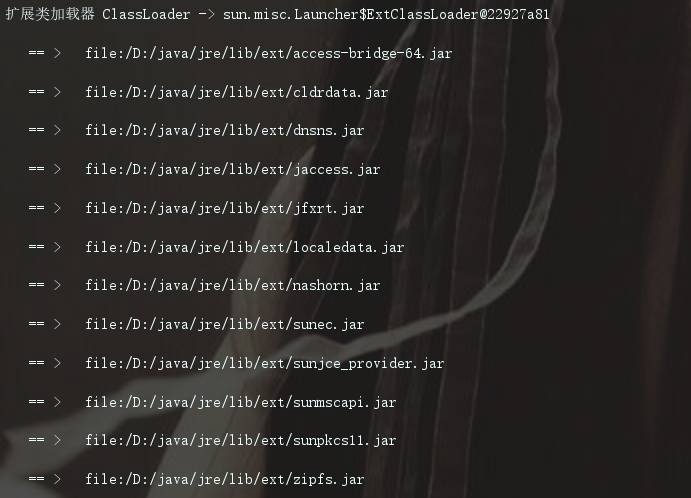 扩展类加载器 ClassLoader -> sun.misc.Launcher$ExtClassLoader@22927a81
== >   file:/D:/java/jre/lib/ext/access-bridge-64.jar
== >   file:/D:/java/jre/lib/ext/cldrdata.jar
== >   file:/D:/java/jre/lib/ext/dnsns.jar
== >   file:/D:/java/jre/lib/ext/jaccess.jar
== >   file:/D:/java/jre/lib/ext/jfxrt.jar
== >   file:/D:/java/jre/lib/ext/localedata.jar
== >   file:/D:/java/jre/lib/ext/nashorn.jar
== >   file:/D:/java/jre/lib/ext/sunec.jar
== >   file:/D:/java/jre/lib/ext/sunjce_provider.jar
== >   file:/D:/java/jre/lib/ext/sunmscapi.jar
== >   file:/D:/java/jre/lib/ext/sunpkcs11.jar
== >   file:/D:/java/jre/lib/ext/zipfs.jar